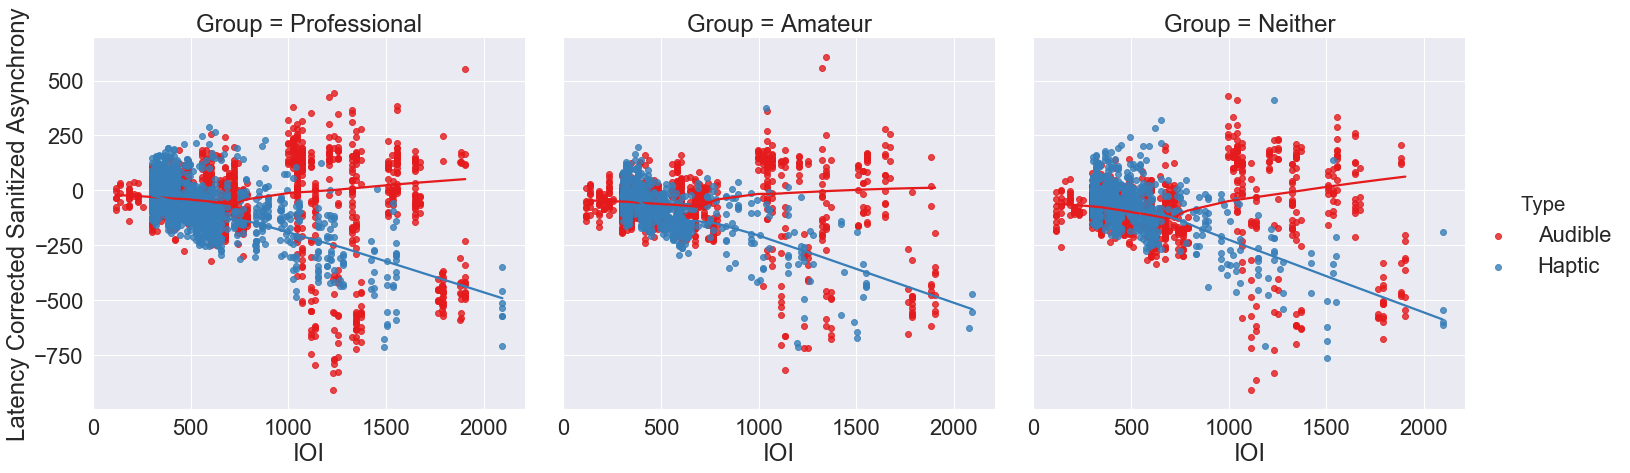 Group = Professional
Group = Amateur
Group = Neither
Latency Corrected Sanitized Asynchrony
500
250
0
−250
−500
−750
0 500 1000 1500 2000
0 500 1000 1500 2000
0 500 1000 1500 2000
IOI
IOI
IOI
Type
Audible
Haptic